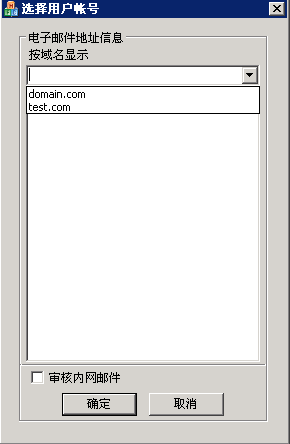 选择用户帐号
电子邮件地址信息
按域名显示
domain.com
test.com
审核内网邮件
确定
取消